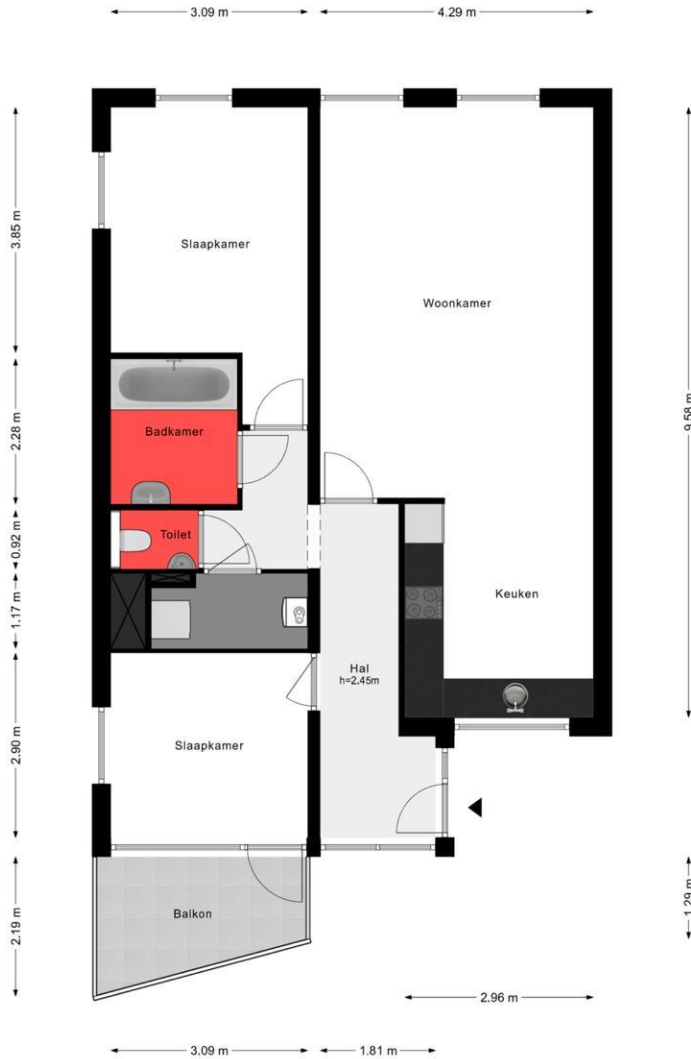 3.09 m
4.29 m
3.85 m
2.28 m
0.92 m
1.17 m
2.90 m
2.19 m
9.58 m
1.29 m
Slaapkamer
Woonkamer
Badkamer
Toilet
Keuken
Hal
h=2.45m
Slaapkamer
Balkon
2.96 m
3.09 m
1.81 m